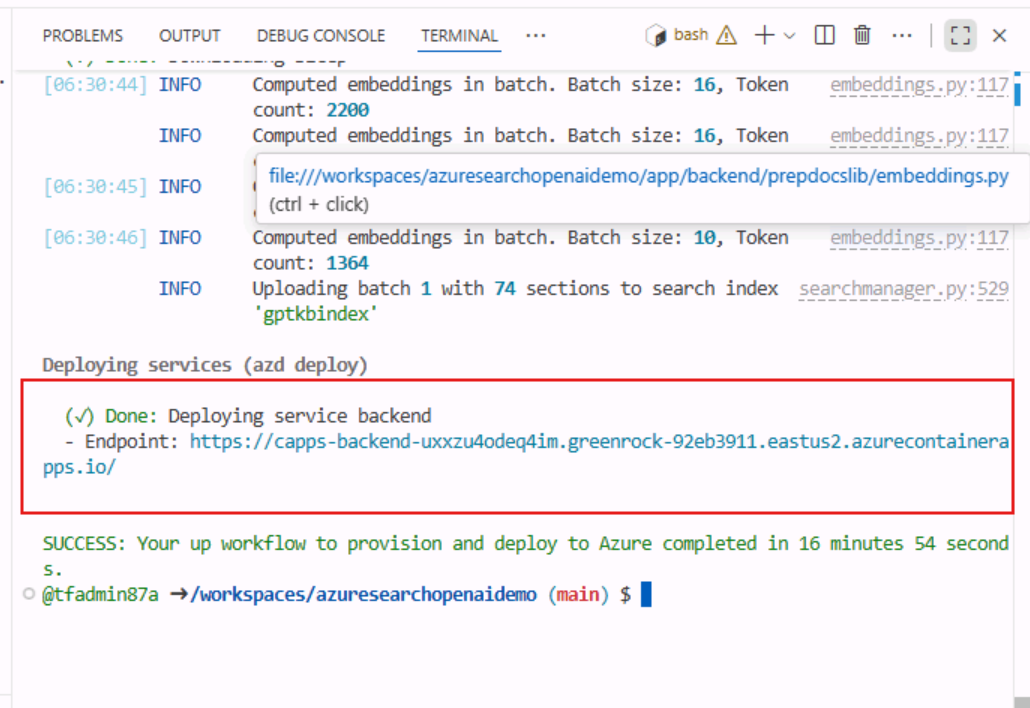 PROBLEMS OUTPUT DEBUG CONSOLE TERMINAL ··· bash
[06:30:44] INFO Computed embeddings in batch. Batch size: 16, Token embeddings.py:117
count: 2200
INFO Computed embeddings in batch. Batch size: 16, Token embeddings.py:117
file:///workspaces/azuresearchopenaidemo/app/backend/prepdocslib/embeddings.py
[06:30:45] INFO
(ctrl + click)
[06:30:46] INFO Computed embeddings in batch. Batch size: 10, Token embeddings.py:117
count: 1364
INFO Uploading batch 1 with 74 sections to search index searchmanager.py:529
'gptkbindex'
Deploying services (azd deploy)
(✓) Done: Deploying service backend
- Endpoint: https://capps-backend-uxxzu4odeq4im.greenrock-92eb3911.eastus2.azurecontainera
pps.io/
SUCCESS: Your up workflow to provision and deploy to Azure completed in 16 minutes 54 second
s.
@tfadmin87a ➜/workspaces/azuresearchopenaidemo (main) $